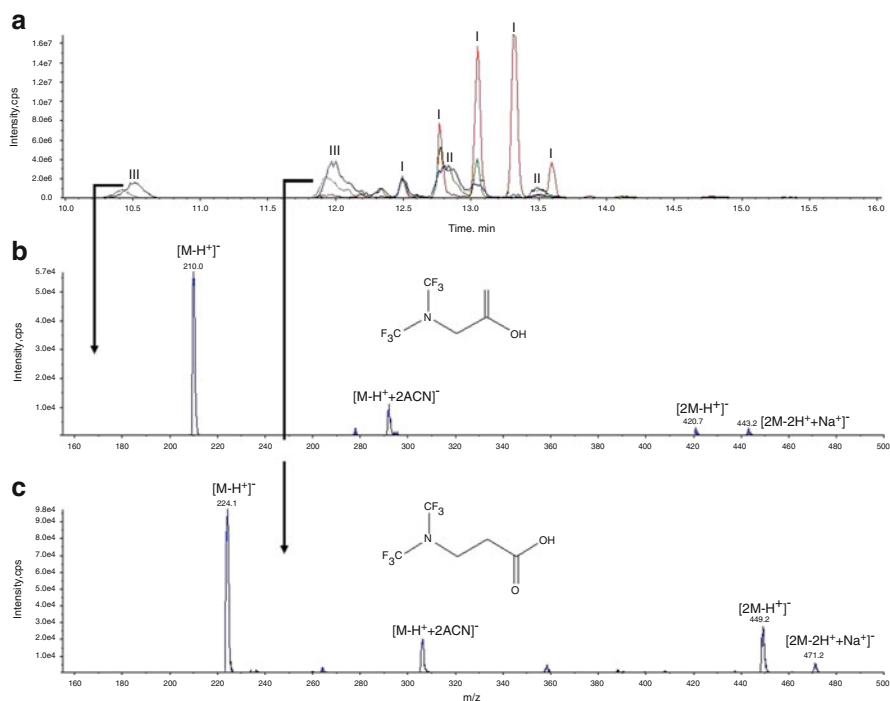 a
Intensity,cps
1.6e7
1.4e7
1.2e7
1.0e7
8.0e6
6.0e6
4.0e6
2.0e6
0.0
III
III
I
I
II
I
I
II
I
10.0 10.5 11.0 11.5 12.0 12.5 13.0 13.5 14.0 14.5 15.0 15.5 16.0
Time. min
b
Intensity,cps
5.7e4
5.0e4
4.0e4
3.0e4
2.0e4
1.0e4
[M-H⁺]⁻
210.0
CF₃
N
F₃C
OH
[M-H⁺+2ACN]⁻
[2M-H⁺]⁻
420.7
443.2 [2M-2H⁺+Na⁺]⁻
160 180 200 220 240 260 280 300 320 340 360 380 400 420 440 460 480 500
c
Intensity,cps
9.8e4
9.0e4
8.0e4
7.0e4
6.0e4
5.0e4
4.0e4
3.0e4
2.0e4
1.0e4
[M-H⁺]⁻
224.1
CF₃
N
F₃C
OH
O
[M-H⁺+2ACN]⁻
[2M-H⁺]⁻
449.2
[2M-2H⁺+Na⁺]⁻
471.2
160 180 200 220 240 260 280 300 320 340 360 380 400 420 440 460 480 500
m/z